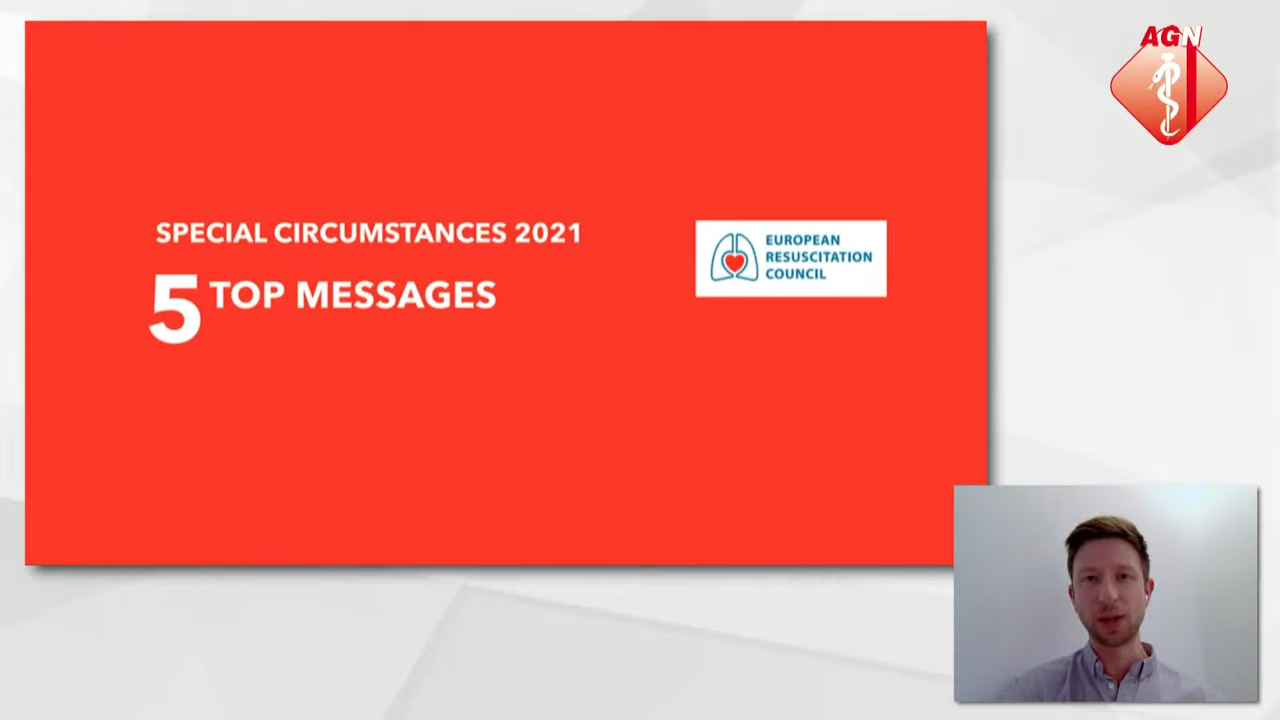 AGN
SPECIAL CIRCUMSTANCES 2021
5 TOP MESSAGES
EUROPEAN
RESUSCITATION
COUNCIL